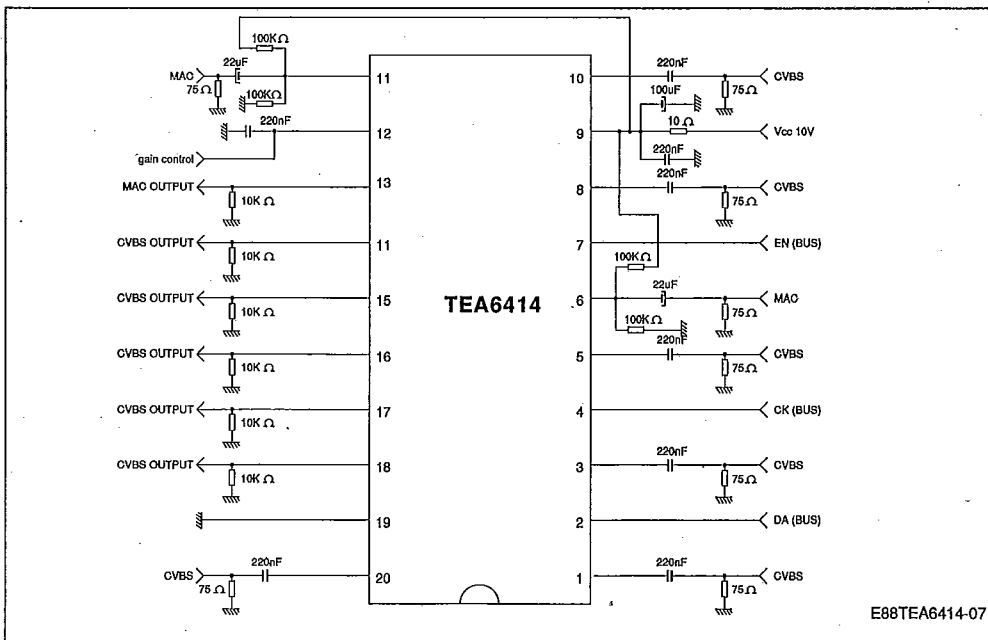 100KΩ
MAC
22uF
75Ω
100KΩ
11
220nF
12
gain control
MAC OUTPUT
13
10K Ω
CVBS OUTPUT
11
10K Ω
CVBS OUTPUT
15
10K Ω
CVBS OUTPUT
16
10K Ω
CVBS OUTPUT
17
10K Ω
CVBS OUTPUT
18
10K Ω
19
CVBS
220nF
75Ω
20
TEA6414
10
220nF
CVBS
75Ω
100uF
9
10 Ω
Vcc 10V
220nF
220nF
8
CVBS
75Ω
7
EN (BUS)
100KΩ
22uF
6
MAC
75Ω
100KΩ
220nF
5
CVBS
75Ω
4
CK (BUS)
220nF
3
CVBS
75Ω
2
DA (BUS)
220nF
1
CVBS
75Ω
E88TEA6414-07